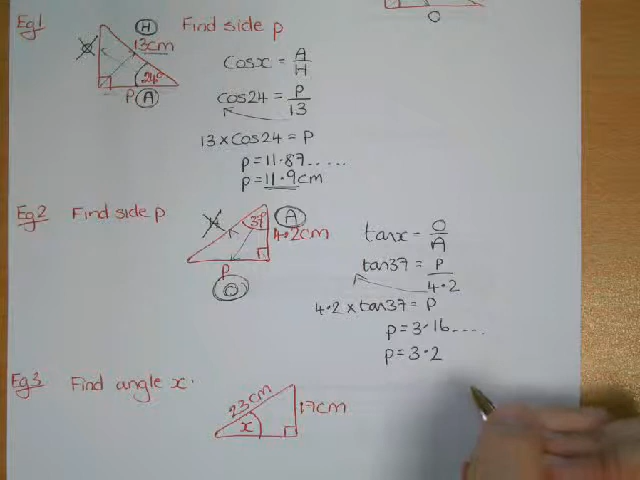 O
Eg1 Find side p
H
13cm
O
24°
P A
Cosx = A/H
Cos24 = P/13
13 x Cos24 = P
P = 11.87.....
P = 11.9cm
Eg2 Find side p
H
37°
A
4.2cm
P
O
tanx = O/A
tan37 = P/4.2
4.2 x tan37 = P
P = 3.16....
P = 3.2
Eg3 Find angle x.
23cm
17cm
x